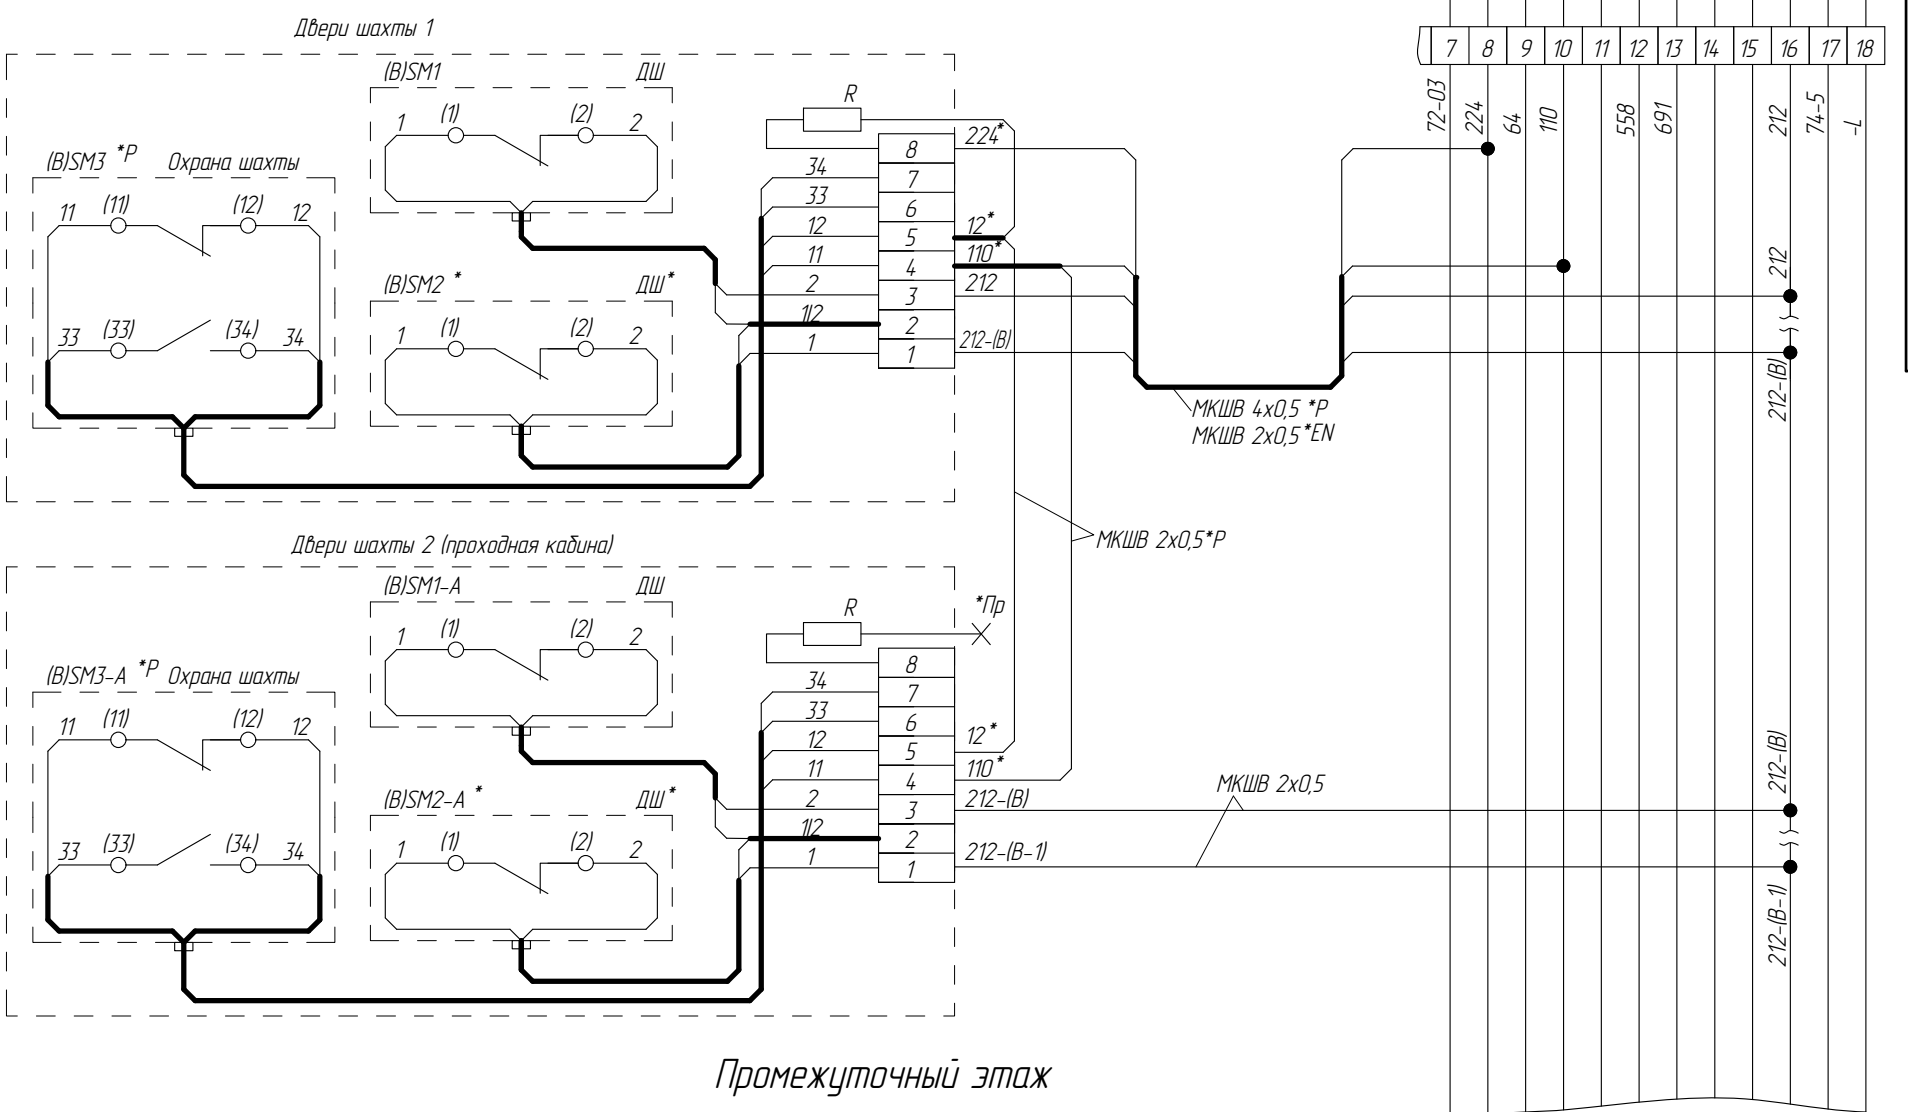 Двери шахты 1
(B)SM1 ДШ
1 (1) (2) 2
(B)SM3 *P Охрана шахты
11 (11) (12) 12
33 (33) (34) 34
(B)SM2 * ДШ*
1 (1) (2) 2
R
8 224*
34 7
33 6
12 5 12*
11 4 110*
2 3 212
1|2 2
1 1 212-(B)
7 8 9 10 11 12 13 14 15 16 17 18
72-03 224 64 110 558 691 212 74-5 -L
212
212-(B)
МКШВ 4х0,5 *P
МКШВ 2х0,5*EN
МКШВ 2х0,5*P
Двери шахты 2 (проходная кабина)
(B)SM1-A ДШ
1 (1) (2) 2
(B)SM3-A *P Охрана шахты
11 (11) (12) 12
33 (33) (34) 34
(B)SM2-A * ДШ*
1 (1) (2) 2
R *Пр
8
34 7
33 6
12 5 12*
11 4 110*
2 3 212-(B)
1|2 2
1 1 212-(B-1)
МКШВ 2х0,5
212-(B)
212-(B-1)
Промежуточный этаж